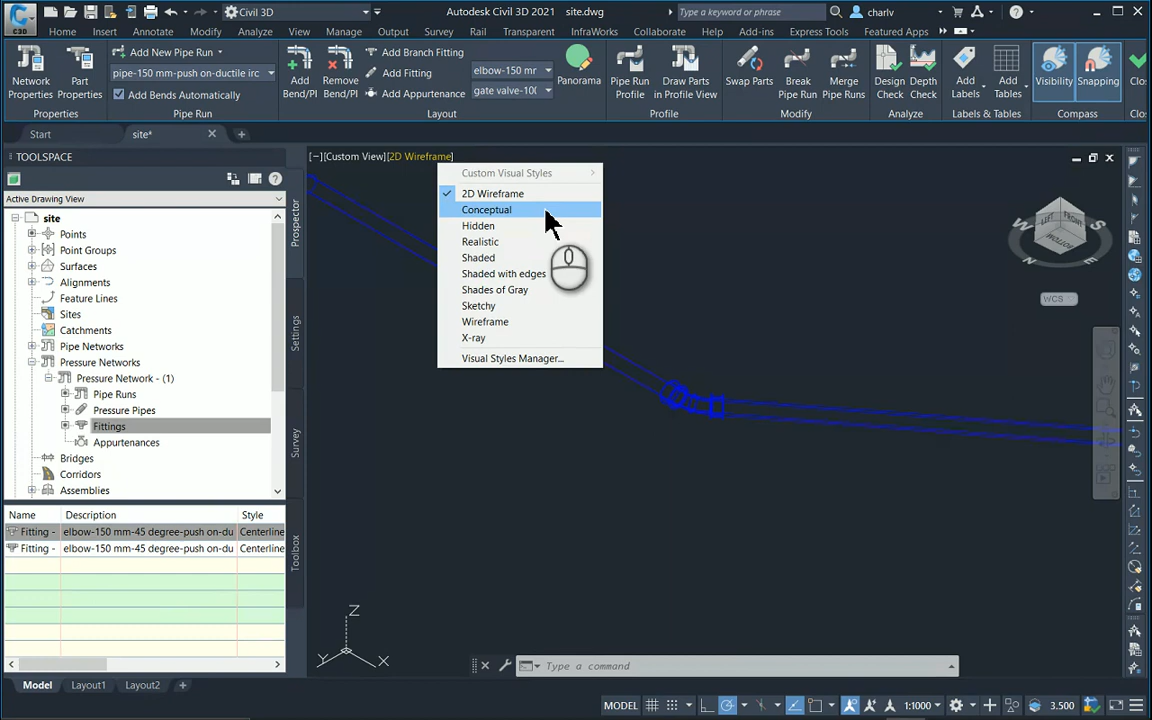 C3D
Civil 3D
Autodesk Civil 3D 2021 site.dwg
Type a keyword or phrase
charlv
Home Insert Annotate Modify Analyze View Manage Output Survey Rail Transparent InfraWorks Collaborate Help Add-ins Express Tools Featured Apps
Network Properties
Part Properties
Add New Pipe Run
pipe-150 mm-push on-ductile irc
Add Bends Automatically
Add Bend/PI
Remove Bend/PI
Add Branch Fitting
Add Fitting
Add Appurtenance
elbow-150 mr
gate valve-10(
Panorama
Pipe Run Profile
Draw Parts in Profile View
Swap Parts
Break Pipe Run
Merge Pipe Runs
Design Check
Depth Check
Add Labels
Add Tables
Visibility
Snapping
Clo
Properties Pipe Run Layout Profile Modify Analyze Labels & Tables Compass Clos
Start site*
TOOLSPACE
Active Drawing View
site
Points
Point Groups
Surfaces
Alignments
Feature Lines
Sites
Catchments
Pipe Networks
Pressure Networks
Pressure Network - (1)
Pipe Runs
Pressure Pipes
Fittings
Appurtenances
Bridges
Corridors
Assemblies
Prospector
Settings
Survey
Toolbox
Name Description Style
Fitting - elbow-150 mm-45 degree-push on-du Centerline
Fitting - elbow-150 mm-45 degree-push on-du Centerline
[−][Custom View][2D Wireframe]
Custom Visual Styles
2D Wireframe
Conceptual
Hidden
Realistic
Shaded
Shaded with edges
Shades of Gray
Sketchy
Wireframe
X-ray
Visual Styles Manager...
W LEFT FRONT S
N BOTTOM E
WCS
Z
Y X
Type a command
Model Layout1 Layout2
MODEL 1:1000 3.500